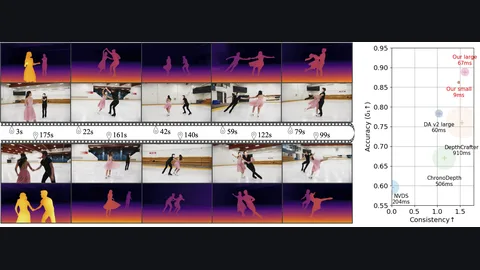 3s
22s
42s
59s
79s
175s
161s
140s
122s
99s
0.95
0.90
0.85
0.80
0.75
0.70
0.65
0.60
0.55
Accuracy (δ₁↑)
Our large
67ms
Our small
9ms
DA v2 large
60ms
DepthCrafter
910ms
ChronoDepth
506ms
NVDS
204ms
0.0
0.5
1.0
1.5
Consistency↑